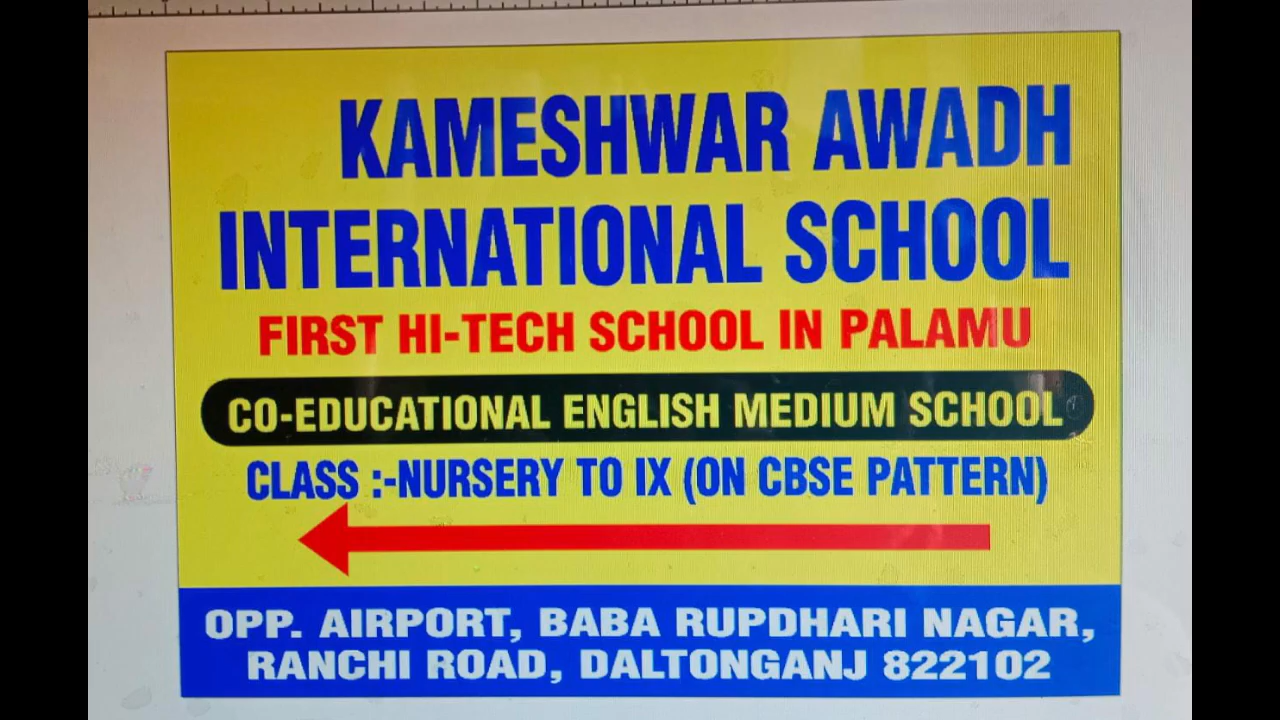 KAMESHWAR AWADH
INTERNATIONAL SCHOOL
FIRST HI-TECH SCHOOL IN PALAMU
CO-EDUCATIONAL ENGLISH MEDIUM SCHOOL
CLASS :-NURSERY TO IX (ON CBSE PATTERN)
OPP. AIRPORT, BABA RUPDHARI NAGAR,
RANCHI ROAD, DALTONGANJ 822102